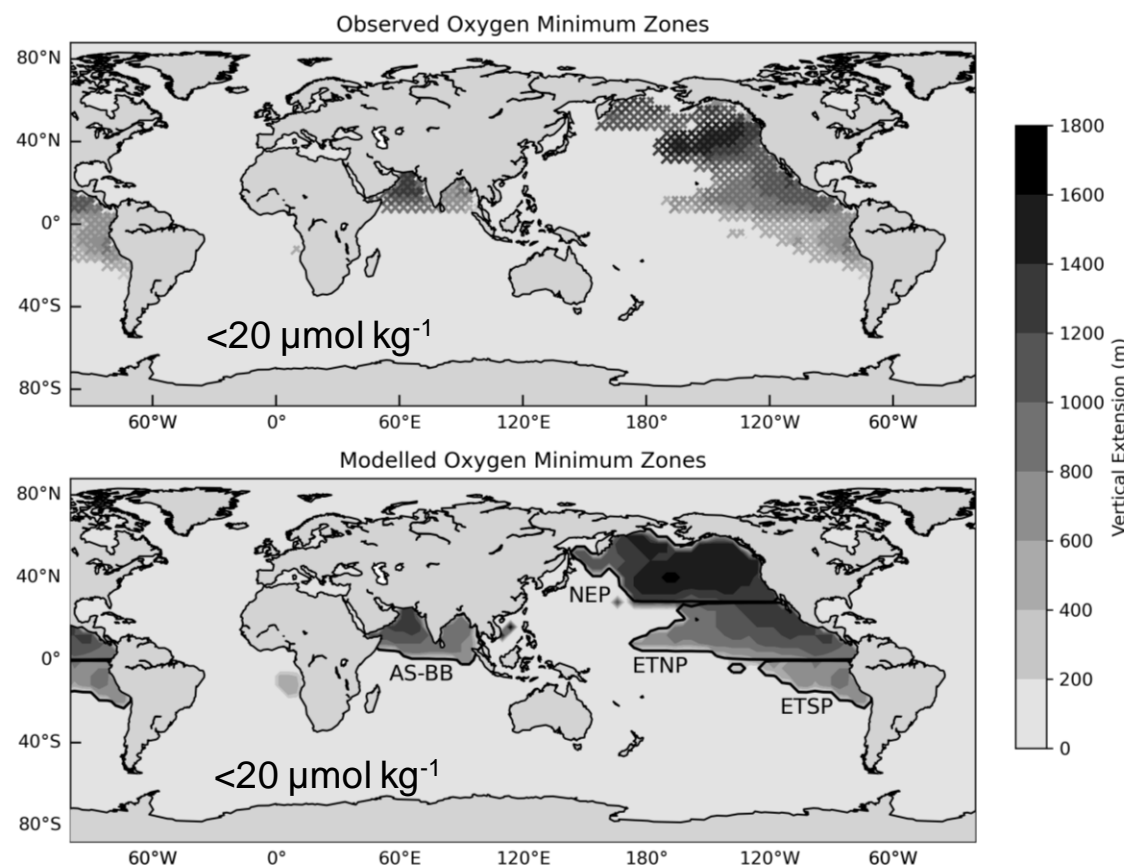 Observed Oxygen Minimum Zones
80°N
40°N
0°
40°S
80°S
<20 µmol kg-1
60°W 0° 60°E 120°E 180° 120°W 60°W
Modelled Oxygen Minimum Zones
80°N
40°N
0°
40°S
80°S
NEP
AS-BB
ETNP
ETSP
<20 µmol kg-1
60°W 0° 60°E 120°E 180° 120°W 60°W
1800
1600
1400
1200
1000
800
600
400
200
0
Vertical Extension (m)